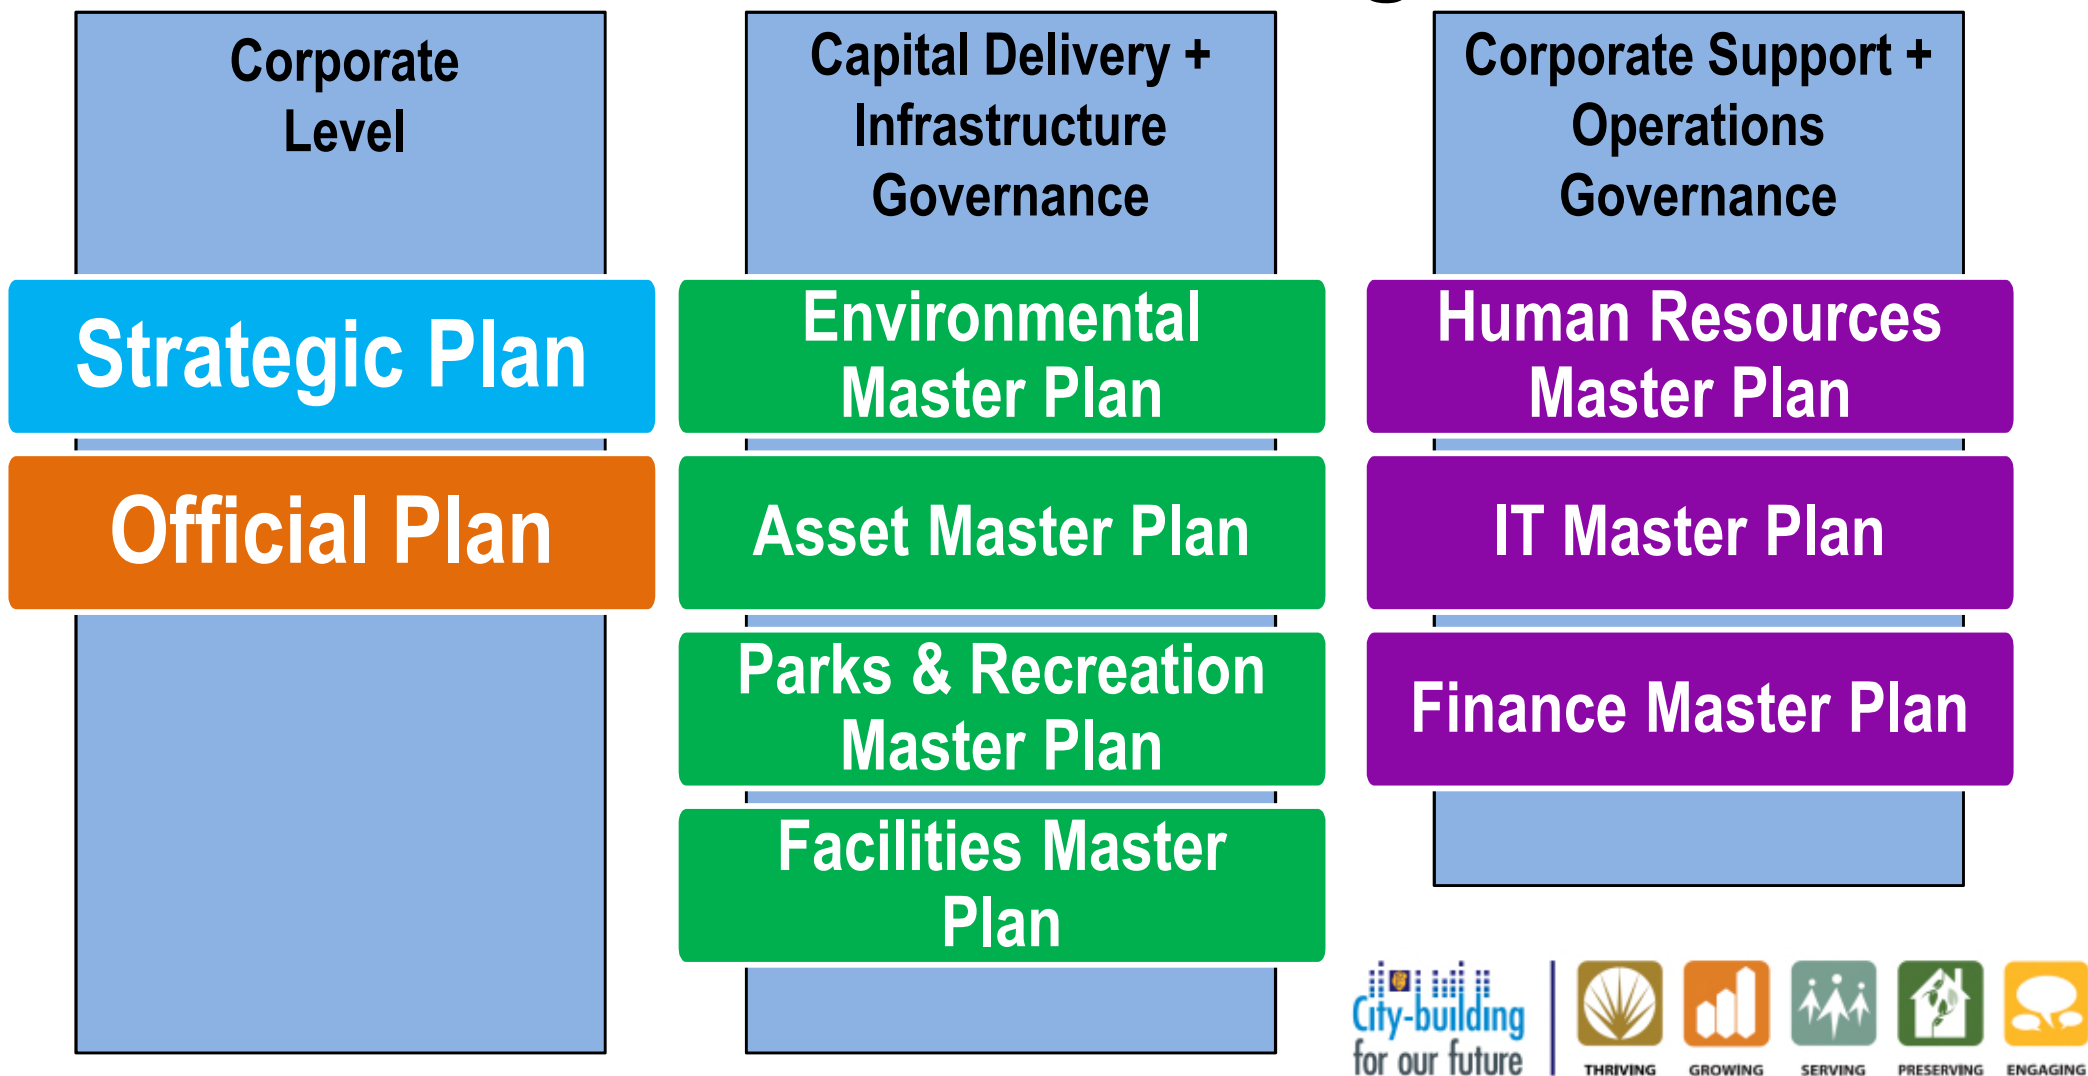 Corporate
Level
Strategic Plan
Official Plan
Capital Delivery +
Infrastructure
Governance
Environmental
Master Plan
Asset Master Plan
Parks & Recreation
Master Plan
Facilities Master
Plan
Corporate Support +
Operations
Governance
Human Resources
Master Plan
IT Master Plan
Finance Master Plan
City-building
for our future
THRIVING
GROWING
SERVING
PRESERVING
ENGAGING